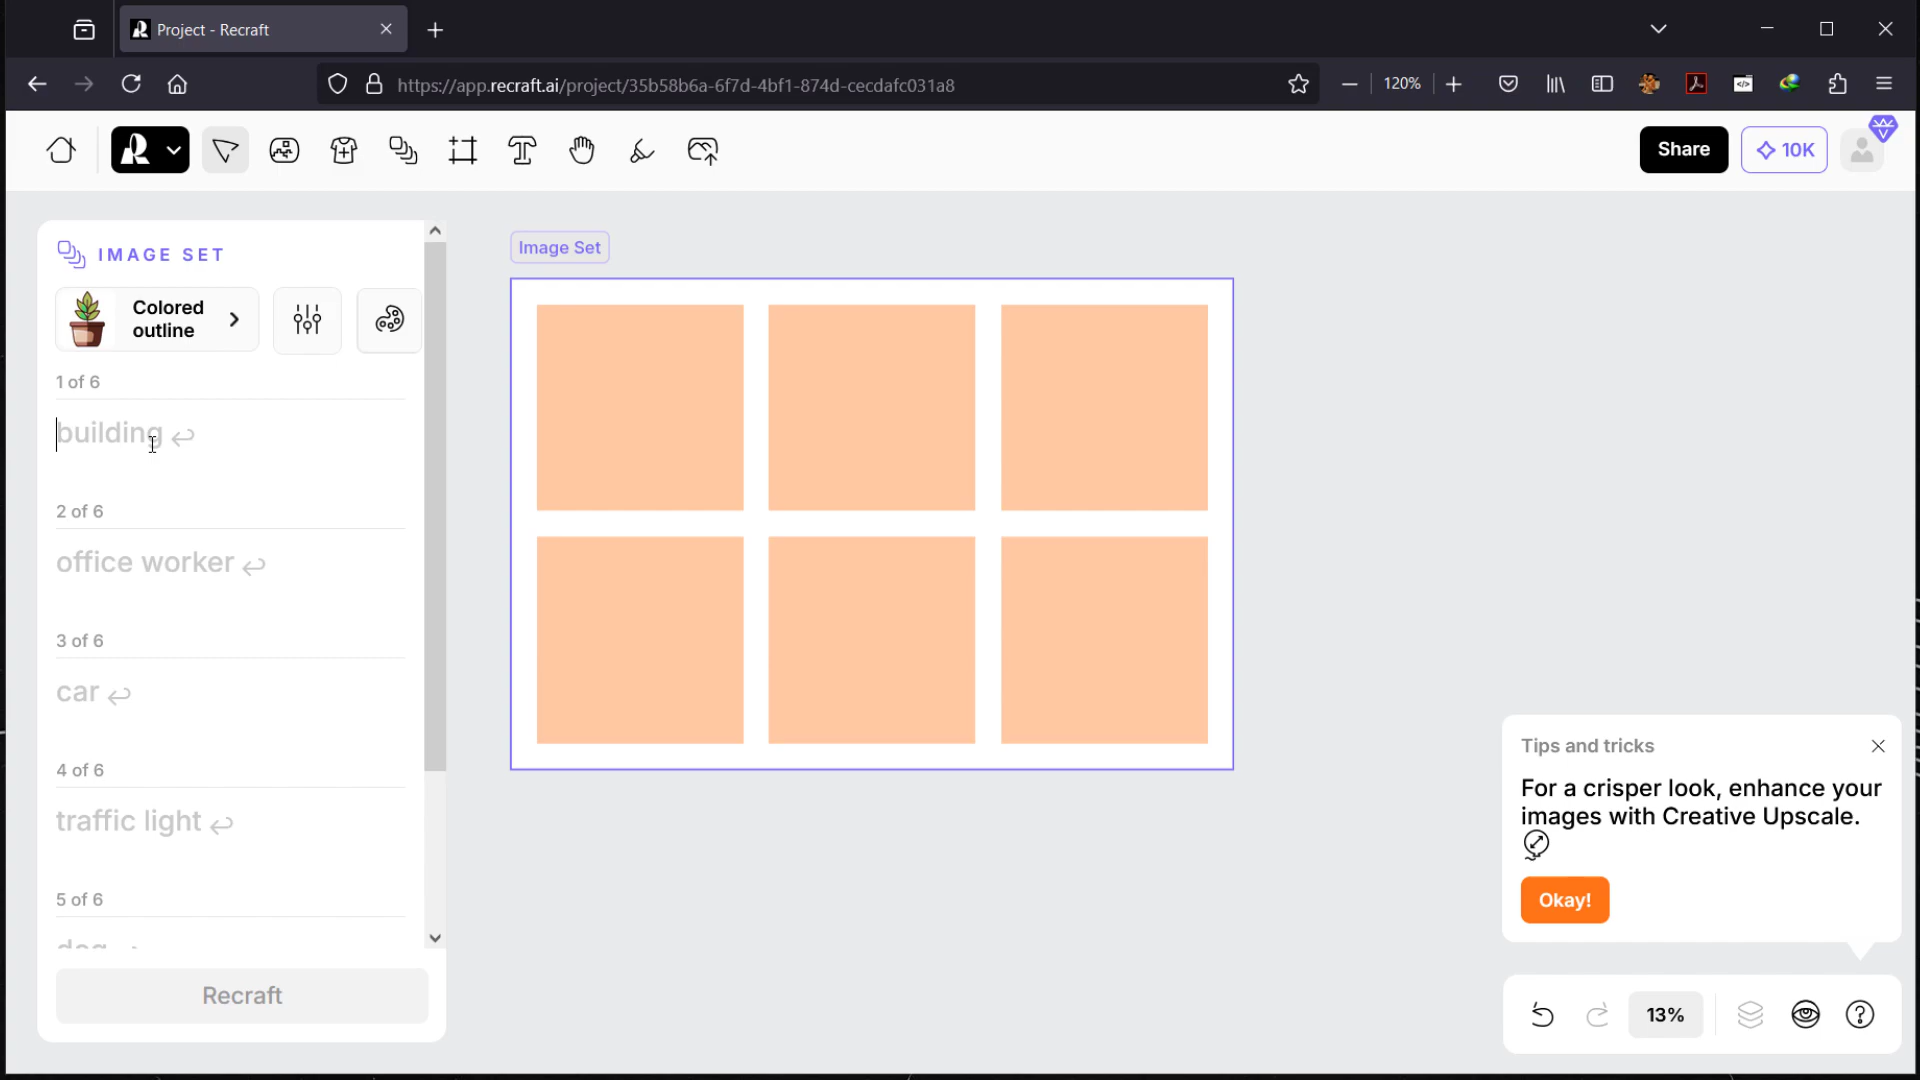 Project - Recraft
https://app.recraft.ai/project/35b58b6a-6f7d-4bf1-874d-cecdafc031a8
120%
Share
10K
IMAGE SET
Colored
outline
1 of 6
building
2 of 6
office worker
3 of 6
car
4 of 6
traffic light
5 of 6
dog
Recraft
Image Set
Tips and tricks
For a crisper look, enhance your
images with Creative Upscale.
Okay!
13%